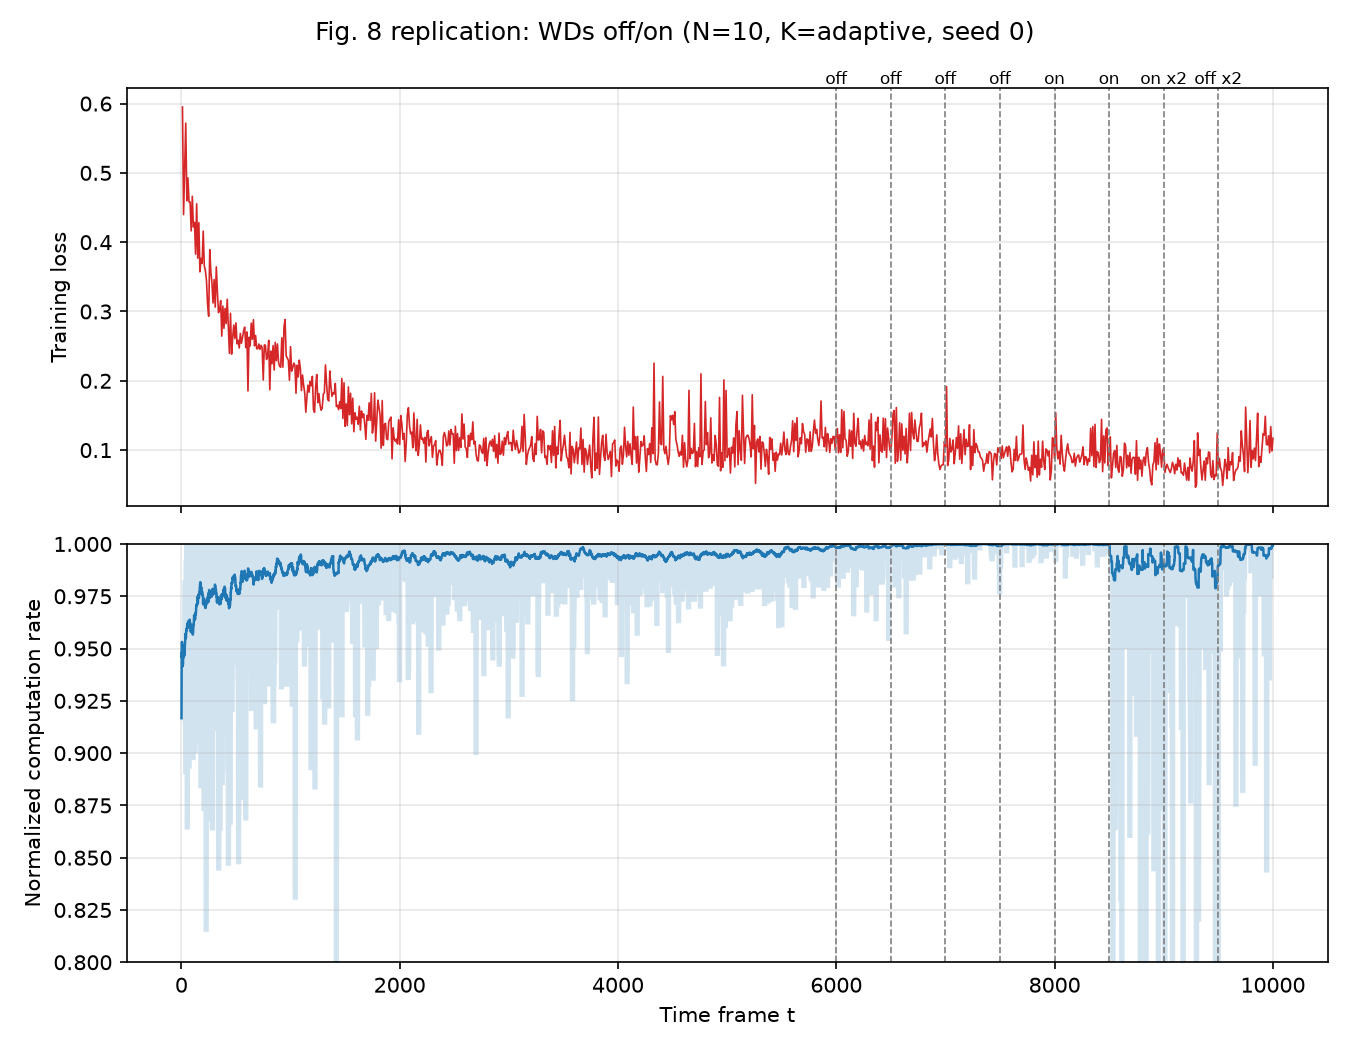 Fig. 8 replication: WDs off/on (N=10, K=adaptive, seed 0)
off off off off on on on x2 off x2
0.6
0.5
0.4
0.3
0.2
0.1
Training loss
1.000
0.975
0.950
0.925
0.900
0.875
0.850
0.825
0.800
Normalized computation rate
0 2000 4000 6000 8000 10000
Time frame t